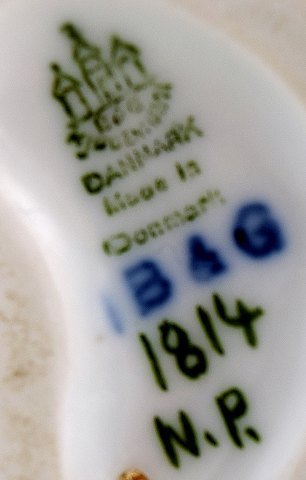 DANMARK
Made in
Denmark
B & G
1814
N.P.